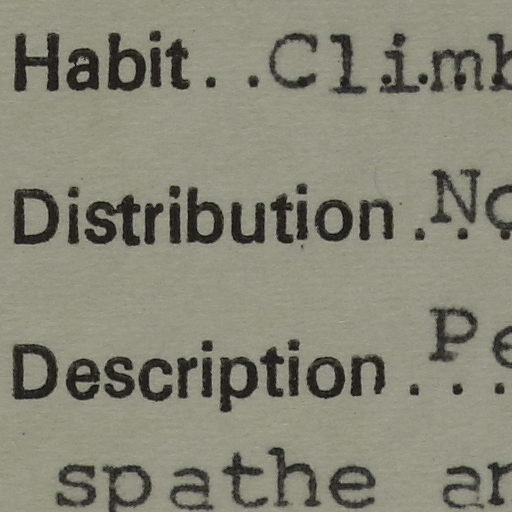 Habit..Climb
Distribution.No
Description...Pe
spathe an